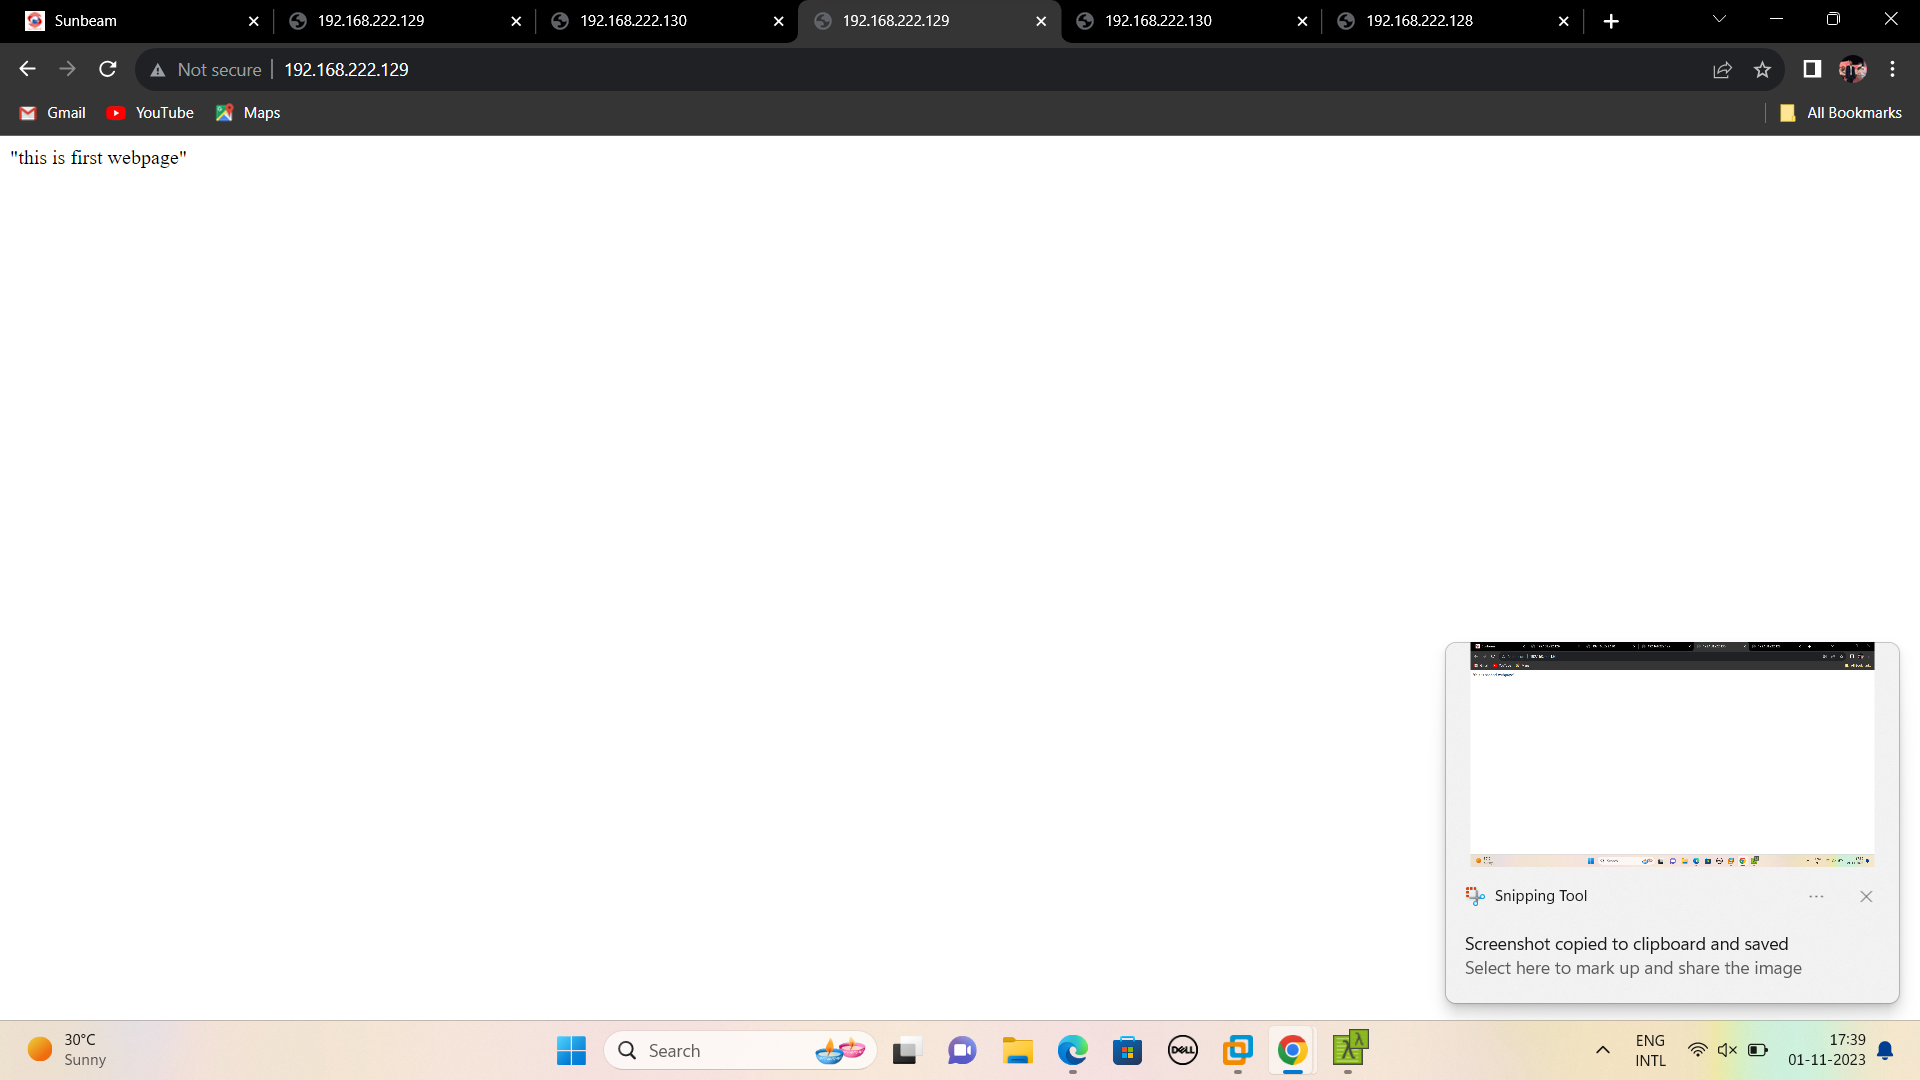 Sunbeam
192.168.222.129
192.168.222.130
192.168.222.129
192.168.222.130
192.168.222.128
Not secure
192.168.222.129
Gmail
YouTube
Maps
All Bookmarks
"this is first webpage"
Snipping Tool
Screenshot copied to clipboard and saved
Select here to mark up and share the image
30°C
Sunny
Search
DELL
ENG
INTL
17:39
01-11-2023